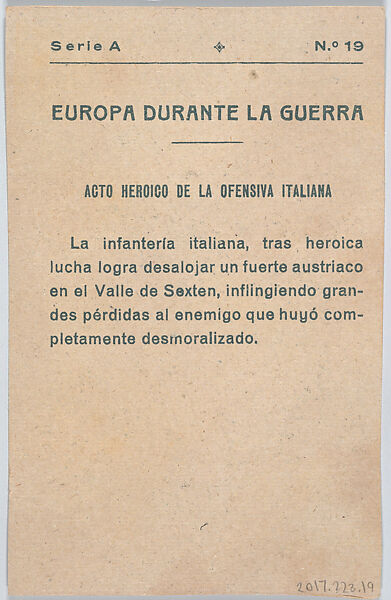 Serie A N.º 19
EUROPA DURANTE LA GUERRA
ACTO HEROICO DE LA OFENSIVA ITALIANA
La infantería italiana, tras heroica
lucha logra desalojar un fuerte austriaco
en el Valle de Sexten, inflingiendo gran-
des pérdidas al enemigo que huyó com-
pletamente desmoralizado.
2017.223.19